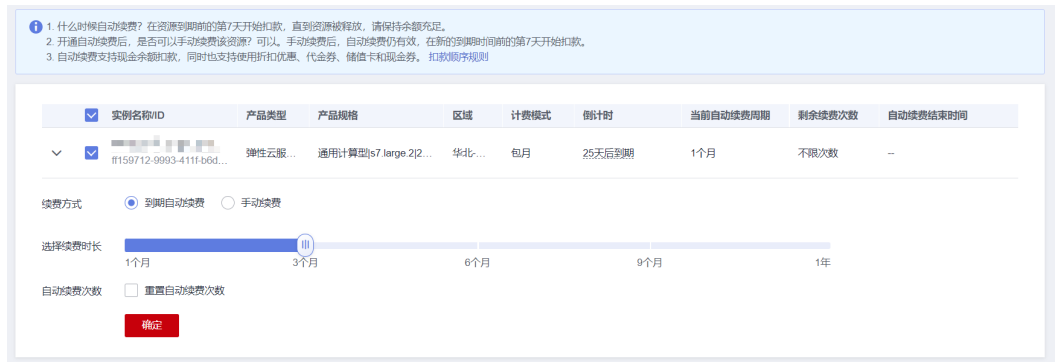 1. 什么时候自动续费？在资源到期前的第7天开始扣款，直到资源被释放，请保持余额充足。
2. 开通自动续费后，是否可以手动续费该资源？可以。手动续费后，自动续费仍有效，在新的到期时间前的第7天开始扣款。
3. 自动续费支持现金余额扣款，同时也支持使用折扣优惠、代金券、储值卡和现金券。 扣款顺序规则
实例名称/ID 产品类型 产品规格 区域 计费模式 倒计时 当前自动续费周期 剩余续费次数 自动续费结束时间
ff159712-9993-411f-b6d... 弹性云服... 通用计算型|s7.large.2|2... 华北-... 包月 25天后到期 1个月 不限次数 --
续费方式 到期自动续费 手动续费
选择续费时长
1个月 3个月 6个月 9个月 1年
自动续费次数 重置自动续费次数
确定